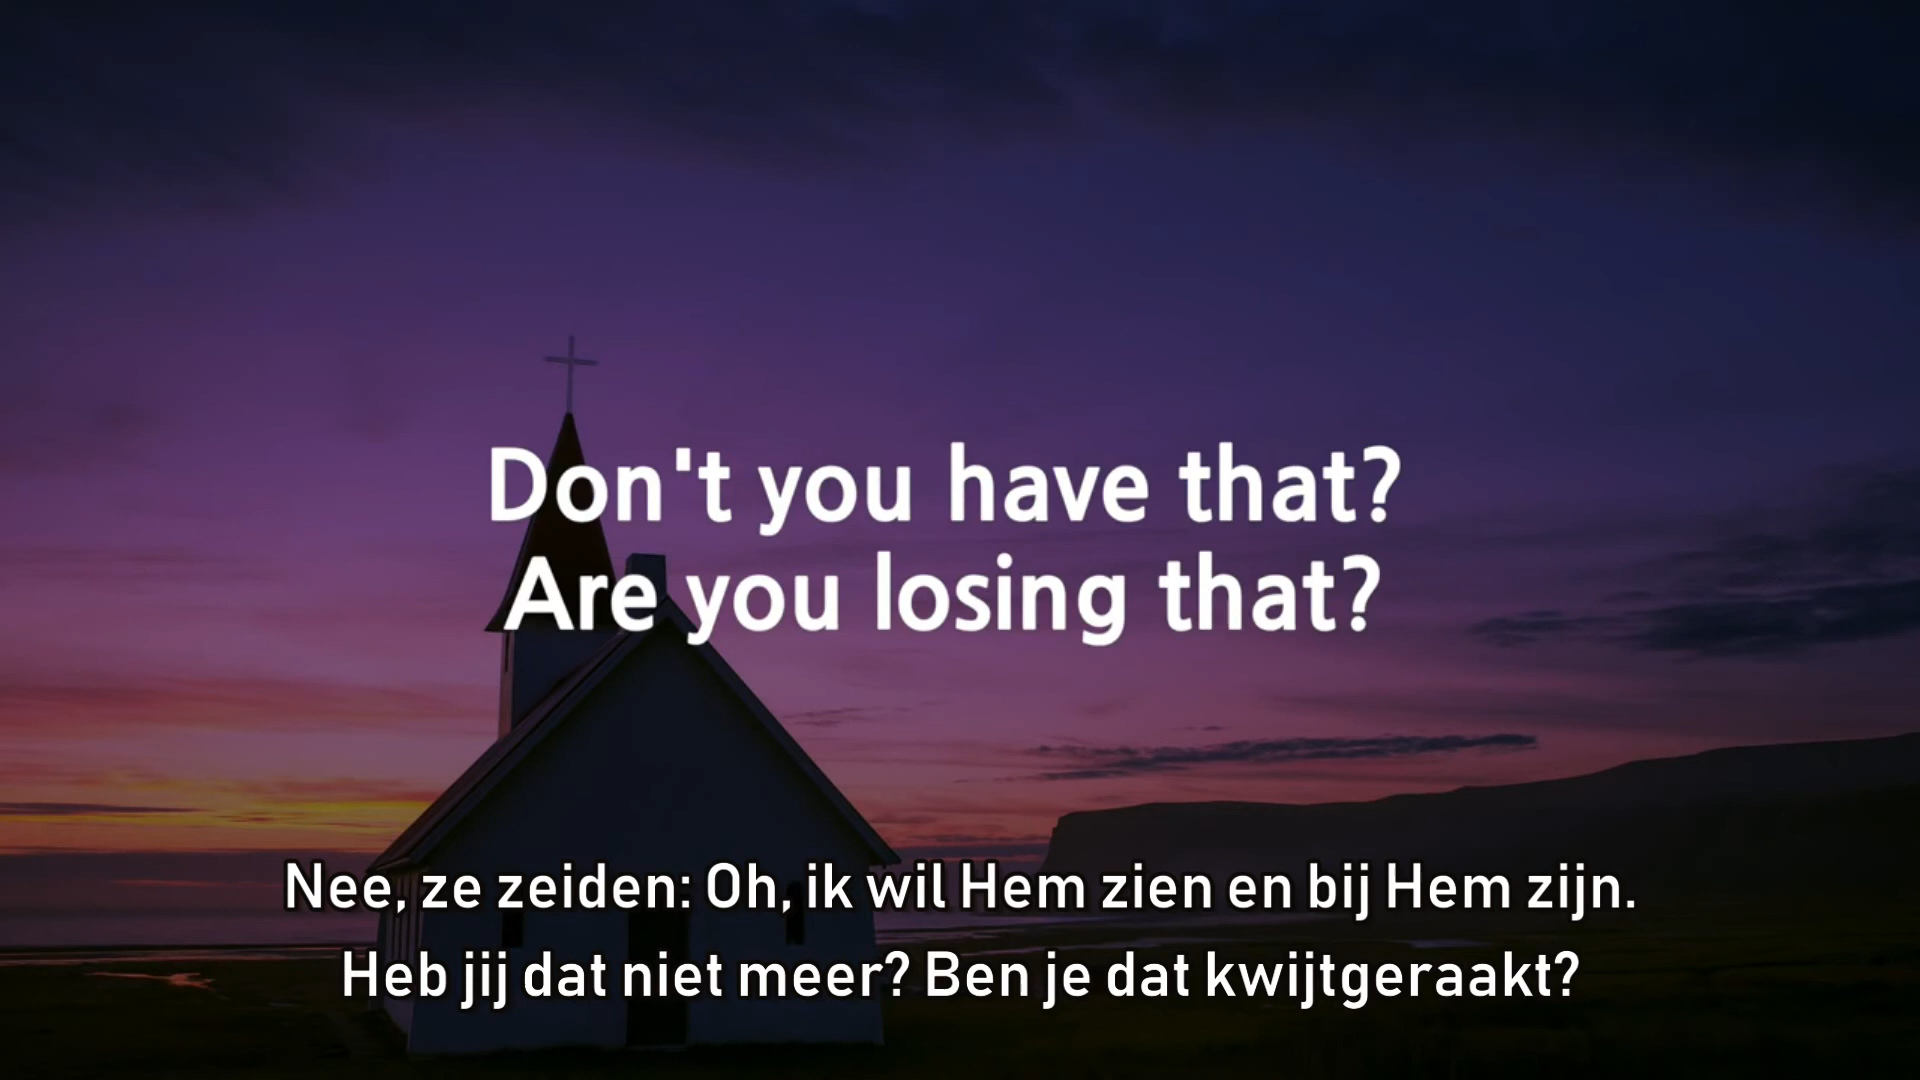 Don't you have that?
Are you losing that?
Nee, ze zeiden: Oh, ik wil Hem zien en bij Hem zijn.
Heb jij dat niet meer? Ben je dat kwijtgeraakt?